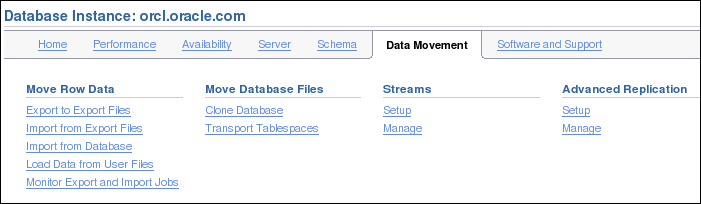 Database Instance: orcl.oracle.com
Home Performance Availability Server Schema Data Movement Software and Support
Move Row Data Move Database Files Streams Advanced Replication
Export to Export Files Clone Database Setup Setup
Import from Export Files Transport Tablespaces Manage Manage
Import from Database
Load Data from User Files
Monitor Export and Import Jobs